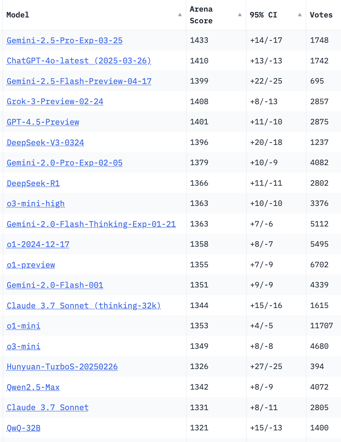 Model Arena Score 95% CI Votes
Gemini-2.5-Pro-Exp-03-25 1433 +14/-17 1748
ChatGPT-4o-latest (2025-03-26) 1410 +13/-13 1742
Gemini-2.5-Flash-Preview-04-17 1399 +22/-25 695
Grok-3-Preview-02-24 1408 +8/-13 2857
GPT-4.5-Preview 1401 +11/-10 2875
DeepSeek-V3-0324 1396 +20/-18 1237
Gemini-2.0-Pro-Exp-02-05 1379 +10/-9 4082
DeepSeek-R1 1366 +11/-11 2802
o3-mini-high 1363 +10/-10 3376
Gemini-2.0-Flash-Thinking-Exp-01-21 1363 +7/-6 5112
o1-2024-12-17 1358 +8/-7 5495
o1-preview 1355 +7/-9 6702
Gemini-2.0-Flash-001 1351 +9/-9 4339
Claude 3.7 Sonnet (thinking-32k) 1344 +15/-16 1615
o1-mini 1353 +4/-5 11707
o3-mini 1349 +8/-8 4680
Hunyuan-TurboS-20250226 1326 +27/-25 394
Qwen2.5-Max 1342 +8/-9 4072
Claude 3.7 Sonnet 1331 +8/-11 2805
QwQ-32B 1321 +15/-13 1400